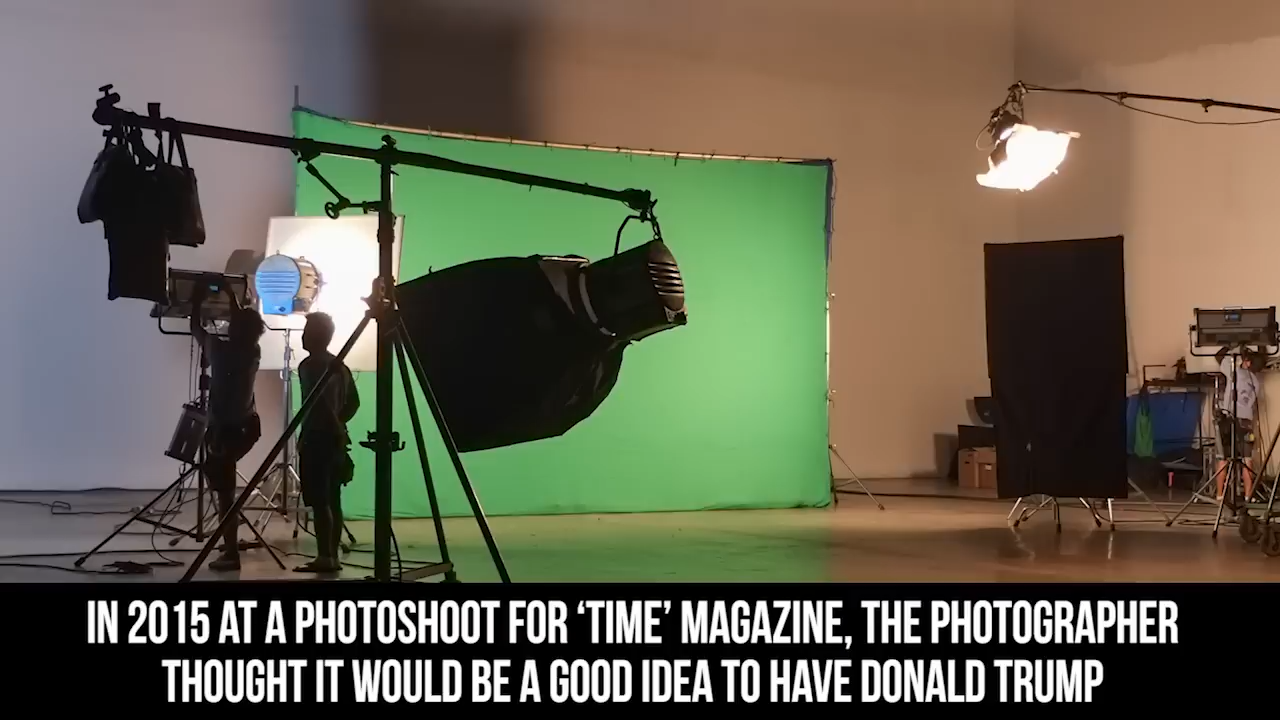 IN 2015 AT A PHOTOSHOOT FOR ‘TIME’ MAGAZINE, THE PHOTOGRAPHER
THOUGHT IT WOULD BE A GOOD IDEA TO HAVE DONALD TRUMP